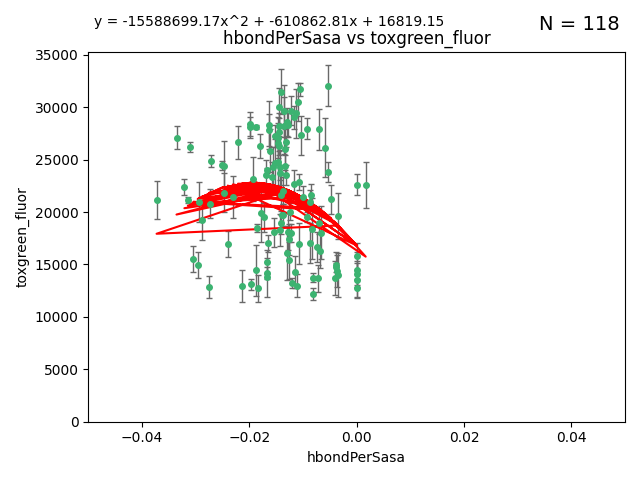 y = -15588699.17x^2 + -610862.81x + 16819.15
N = 118
hbondPerSasa vs toxgreen_fluor
35000
30000
25000
20000
15000
10000
5000
0
toxgreen_fluor
−0.04 −0.02 0.00 0.02 0.04
hbondPerSasa